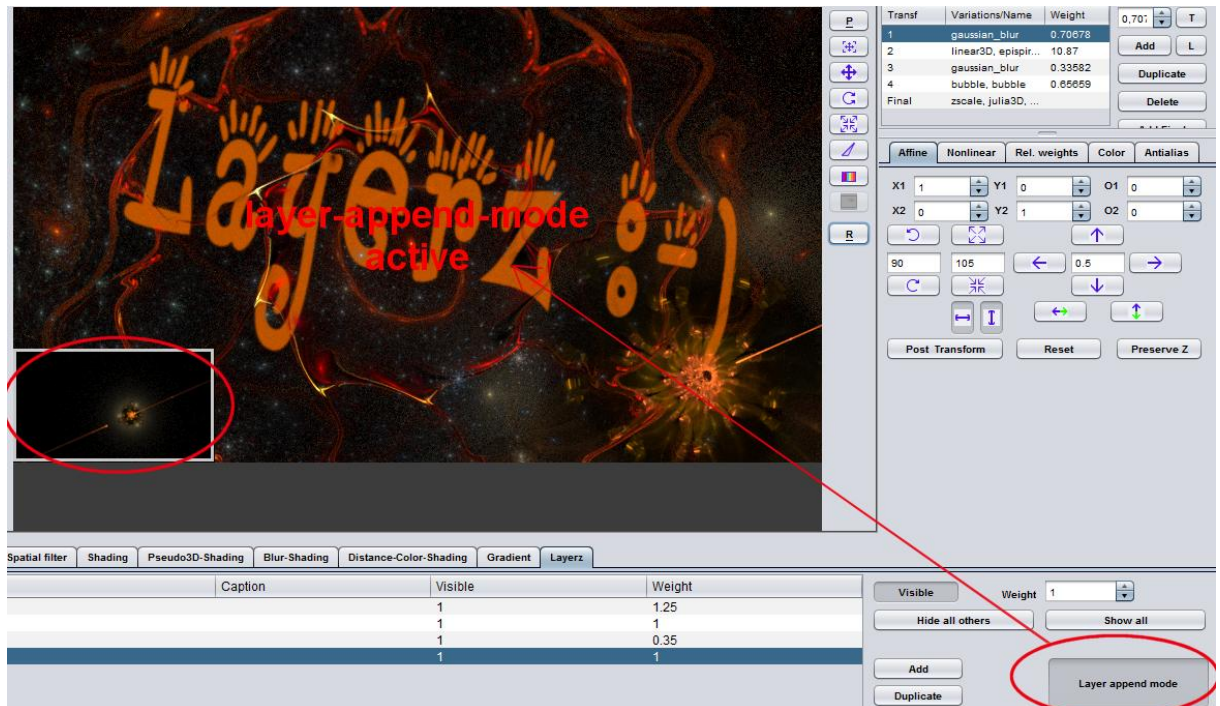 Transf Variations/Name Weight
1 gaussian_blur 0.70678
2 linear3D, epispir... 10.87
3 gaussian_blur 0.33582
4 bubble, bubble 0.65659
Final zscale, julia3D, ...
0,707 T
Add L
Duplicate
Delete
P
R
Layerz :-)
layer-append-mode
active
Affine Nonlinear Rel. weights Color Antialias
X1 1 Y1 0 O1 0
X2 0 Y2 1 O2 0
90 105 0.5
Post Transform Reset Preserve Z
Spatial filter Shading Pseudo3D-Shading Blur-Shading Distance-Color-Shading Gradient Layerz
Caption Visible Weight
1 1.25
1 1
1 0.35
1 1
Visible Weight 1
Hide all others Show all
Add
Layer append mode
Duplicate